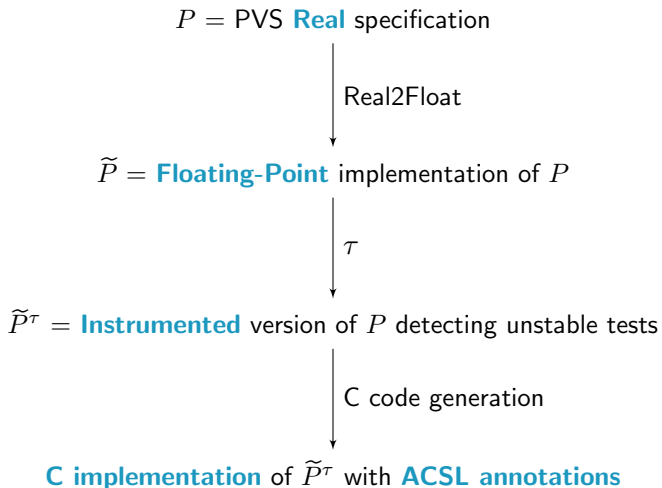 P = PVS Real specification
Real2Float
P̃ = Floating-Point implementation of P
τ
P̃^τ = Instrumented version of P detecting unstable tests
C code generation
C implementation of P̃^τ with ACSL annotations